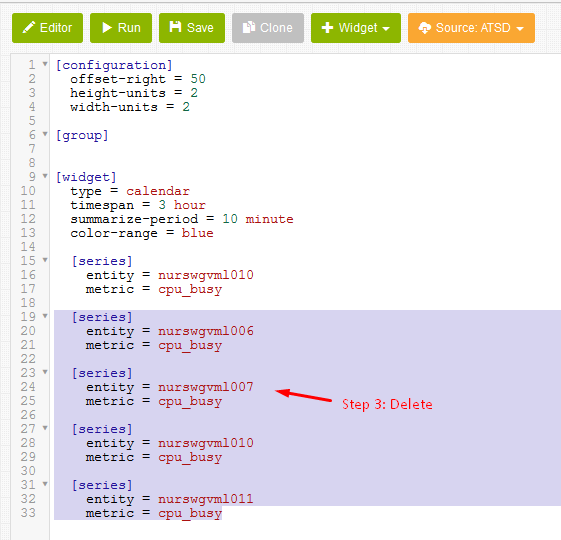 Editor Run Save Clone Widget Source: ATSD
1 [configuration]
2 offset-right = 50
3 height-units = 2
4 width-units = 2
5
6 [group]
7
8
9 [widget]
10 type = calendar
11 timespan = 3 hour
12 summarize-period = 10 minute
13 color-range = blue
14
15 [series]
16 entity = nurswgvml010
17 metric = cpu_busy
18
19 [series]
20 entity = nurswgvml006
21 metric = cpu_busy
22
23 [series]
24 entity = nurswgvml007
25 metric = cpu_busy
Step 3: Delete
26
27 [series]
28 entity = nurswgvml010
29 metric = cpu_busy
30
31 [series]
32 entity = nurswgvml011
33 metric = cpu_busy